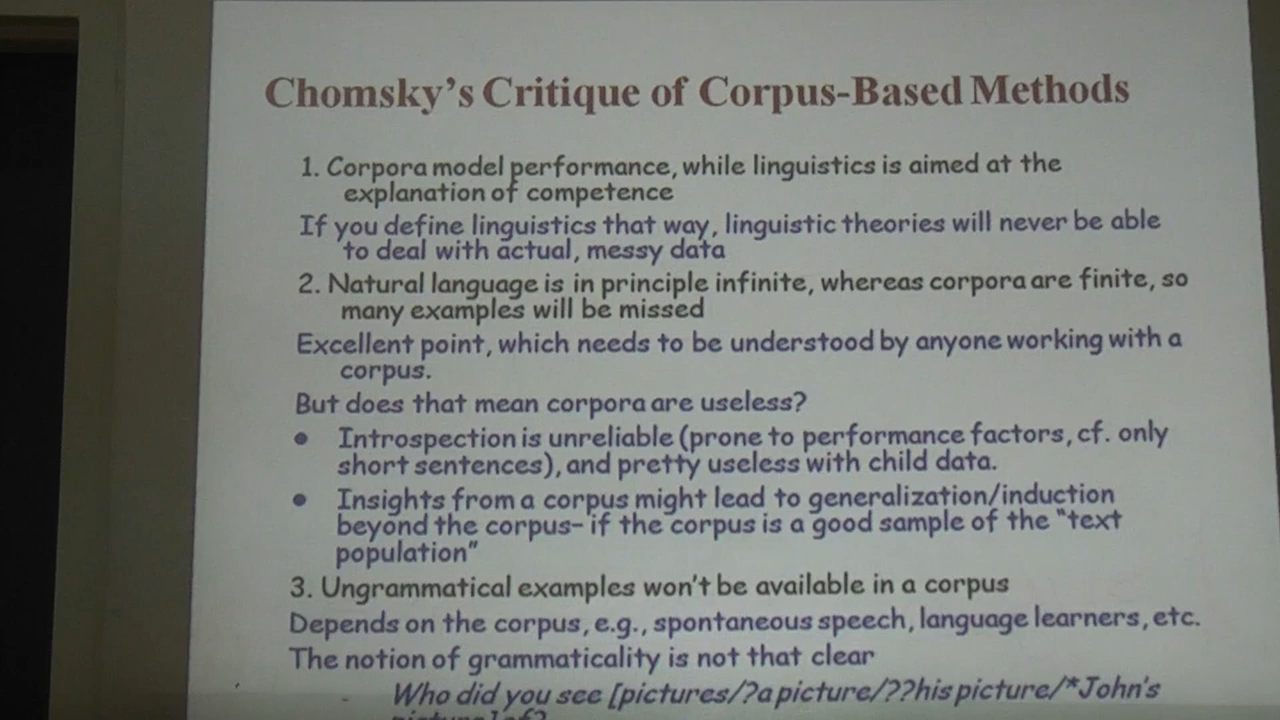 Chomsky's Critique of Corpus-Based Methods
1. Corpora model performance, while linguistics is aimed at the
explanation of competence
If you define linguistics that way, linguistic theories will never be able
to deal with actual, messy data
2. Natural language is in principle infinite, whereas corpora are finite, so
many examples will be missed
Excellent point, which needs to be understood by anyone working with a
corpus.
But does that mean corpora are useless?
• Introspection is unreliable (prone to performance factors, cf. only
short sentences), and pretty useless with child data.
• Insights from a corpus might lead to generalization/induction
beyond the corpus– if the corpus is a good sample of the "text
population"
3. Ungrammatical examples won't be available in a corpus
Depends on the corpus, e.g., spontaneous speech, language learners, etc.
The notion of grammaticality is not that clear
- Who did you see [pictures/?a picture/??his picture/*John's